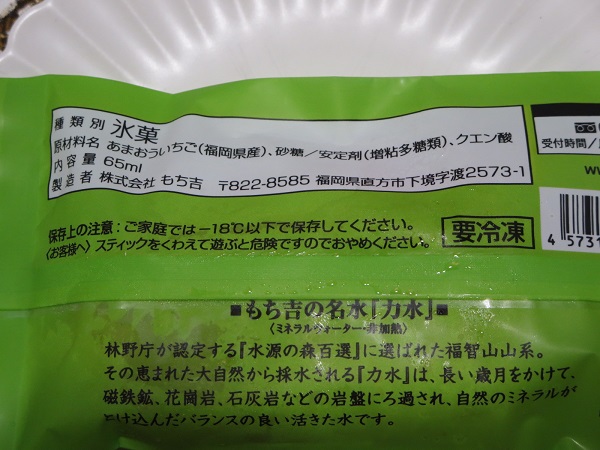 種類別 氷菓
原材料名 あまおういちご(福岡県産)、砂糖/安定剤(増粘多糖類)、クエン酸
内容量 65ml
製造者 株式会社 もち吉 〒822-8585 福岡県直方市下境字渡2573-1
受付時間/
ww
保存上の注意:ご家庭では−18℃以下で保存してください。
〈お客様へ〉スティックをくわえて遊ぶと危険ですのでおやめください。
要冷凍
4 5731
■もち吉の名水『力水』■
〈ミネラルウォーター・非加熱〉
林野庁が認定する『水源の森百選』に選ばれた福智山山系。
その恵まれた大自然から採水される『力水』は、長い歳月をかけて、
磁鉄鉱、花崗岩、石灰岩などの岩盤にろ過され、自然のミネラルが
け込んだバランスの良い活きた水です。